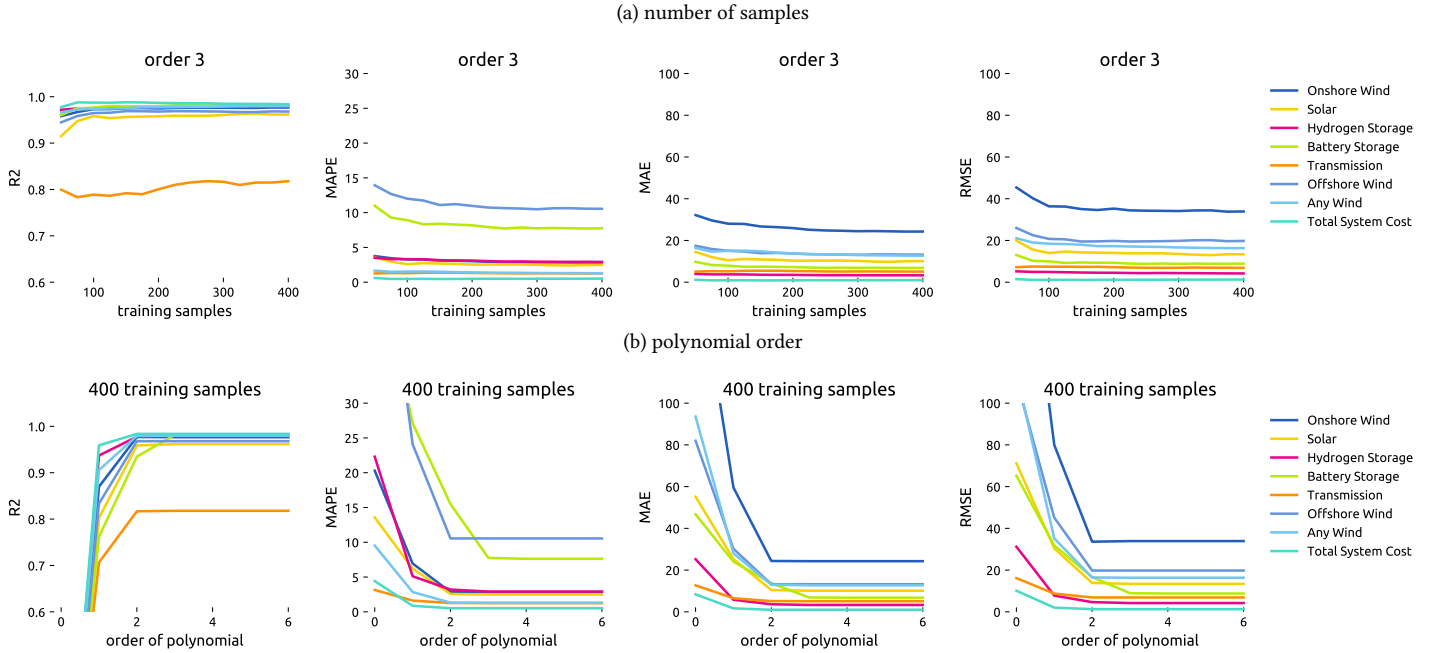 (a) number of samples
order 3
order 3
order 3
order 3
R2
1.0
0.9
0.8
0.7
0.6
100
200
300
400
training samples
MAPE
30
25
20
15
10
5
0
100
200
300
400
training samples
MAE
100
80
60
40
20
0
100
200
300
400
training samples
RMSE
100
80
60
40
20
0
100
200
300
400
training samples
Onshore Wind
Solar
Hydrogen Storage
Battery Storage
Transmission
Offshore Wind
Any Wind
Total System Cost
(b) polynomial order
400 training samples
400 training samples
400 training samples
400 training samples
R2
1.0
0.9
0.8
0.7
0.6
0
2
4
6
order of polynomial
MAPE
30
25
20
15
10
5
0
0
2
4
6
order of polynomial
MAE
100
80
60
40
20
0
0
2
4
6
order of polynomial
RMSE
100
80
60
40
20
0
0
2
4
6
order of polynomial
Onshore Wind
Solar
Hydrogen Storage
Battery Storage
Transmission
Offshore Wind
Any Wind
Total System Cost